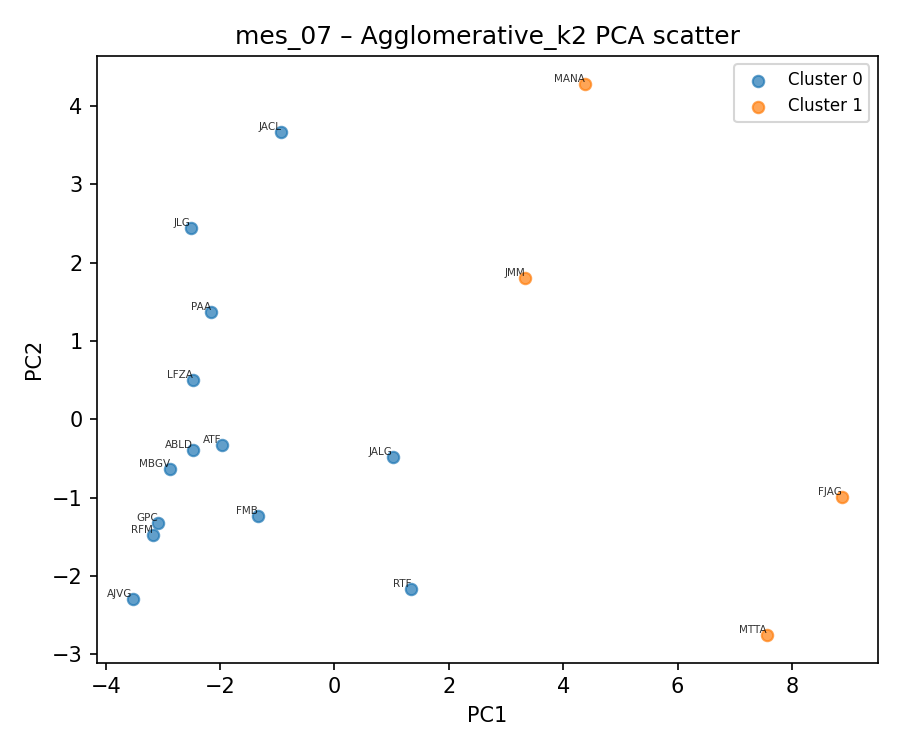 mes_07 – Agglomerative_k2 PCA scatter
Cluster 0
Cluster 1
MANA
JACL
JLG
JMM
PAA
LFZA
ATF
ABLD
JALG
MBGV
FJAG
FMB
GPC
RFM
RTF
AJVG
MTTA
PC2
4
3
2
1
0
−1
−2
−3
−4
−2
0
2
4
6
8
PC1